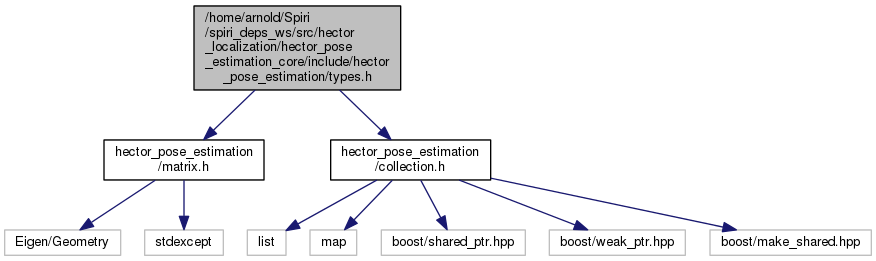 /home/arnold/Spiri
/spiri_deps_ws/src/hector
_localization/hector_pose
_estimation_core/include/hector
_pose_estimation/types.h
hector_pose_estimation
/matrix.h
hector_pose_estimation
/collection.h
Eigen/Geometry
stdexcept
list
map
boost/shared_ptr.hpp
boost/weak_ptr.hpp
boost/make_shared.hpp